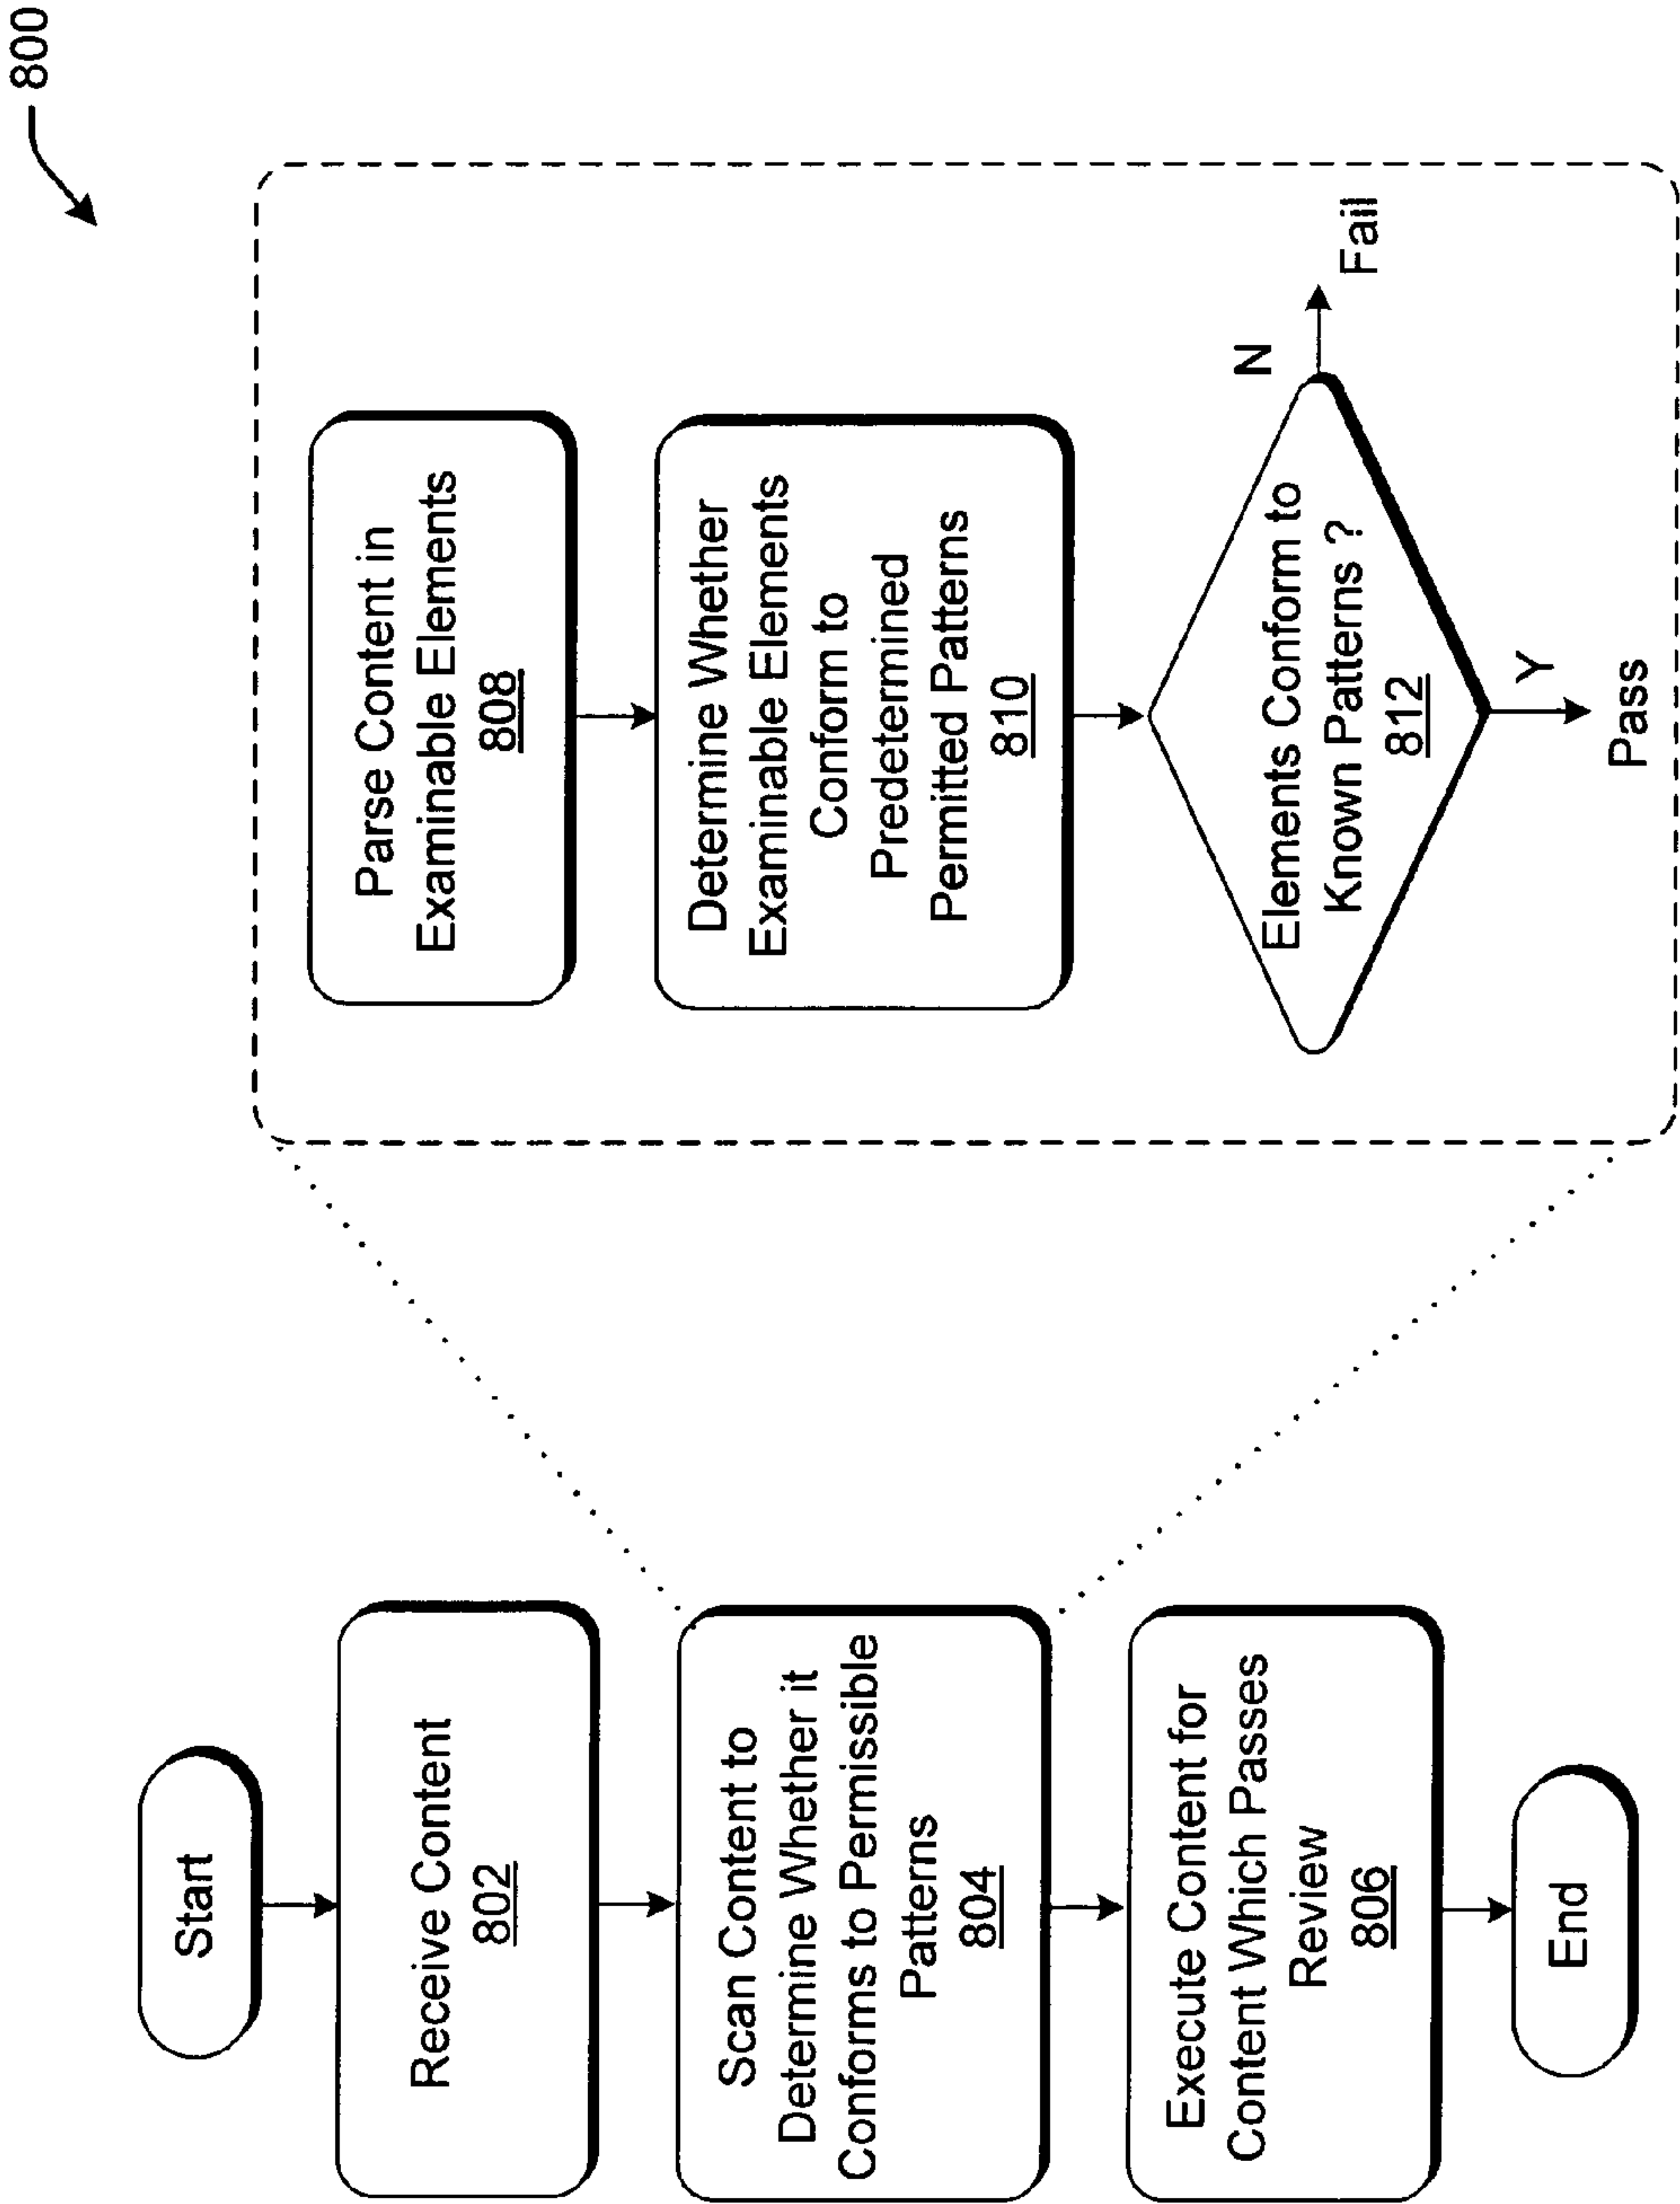 800
Start
Receive Content
802
Scan Content to
Determine Whether it
Conforms to Permissible
Patterns
804
Execute Content for
Content Which Passes
Review
806
End
Parse Content in
Examinable Elements
808
Determine Whether
Examinable Elements
Conform to
Predetermined
Permitted Patterns
810
Elements Conform to
Known Patterns ?
812
N
Fail
Y
Pass